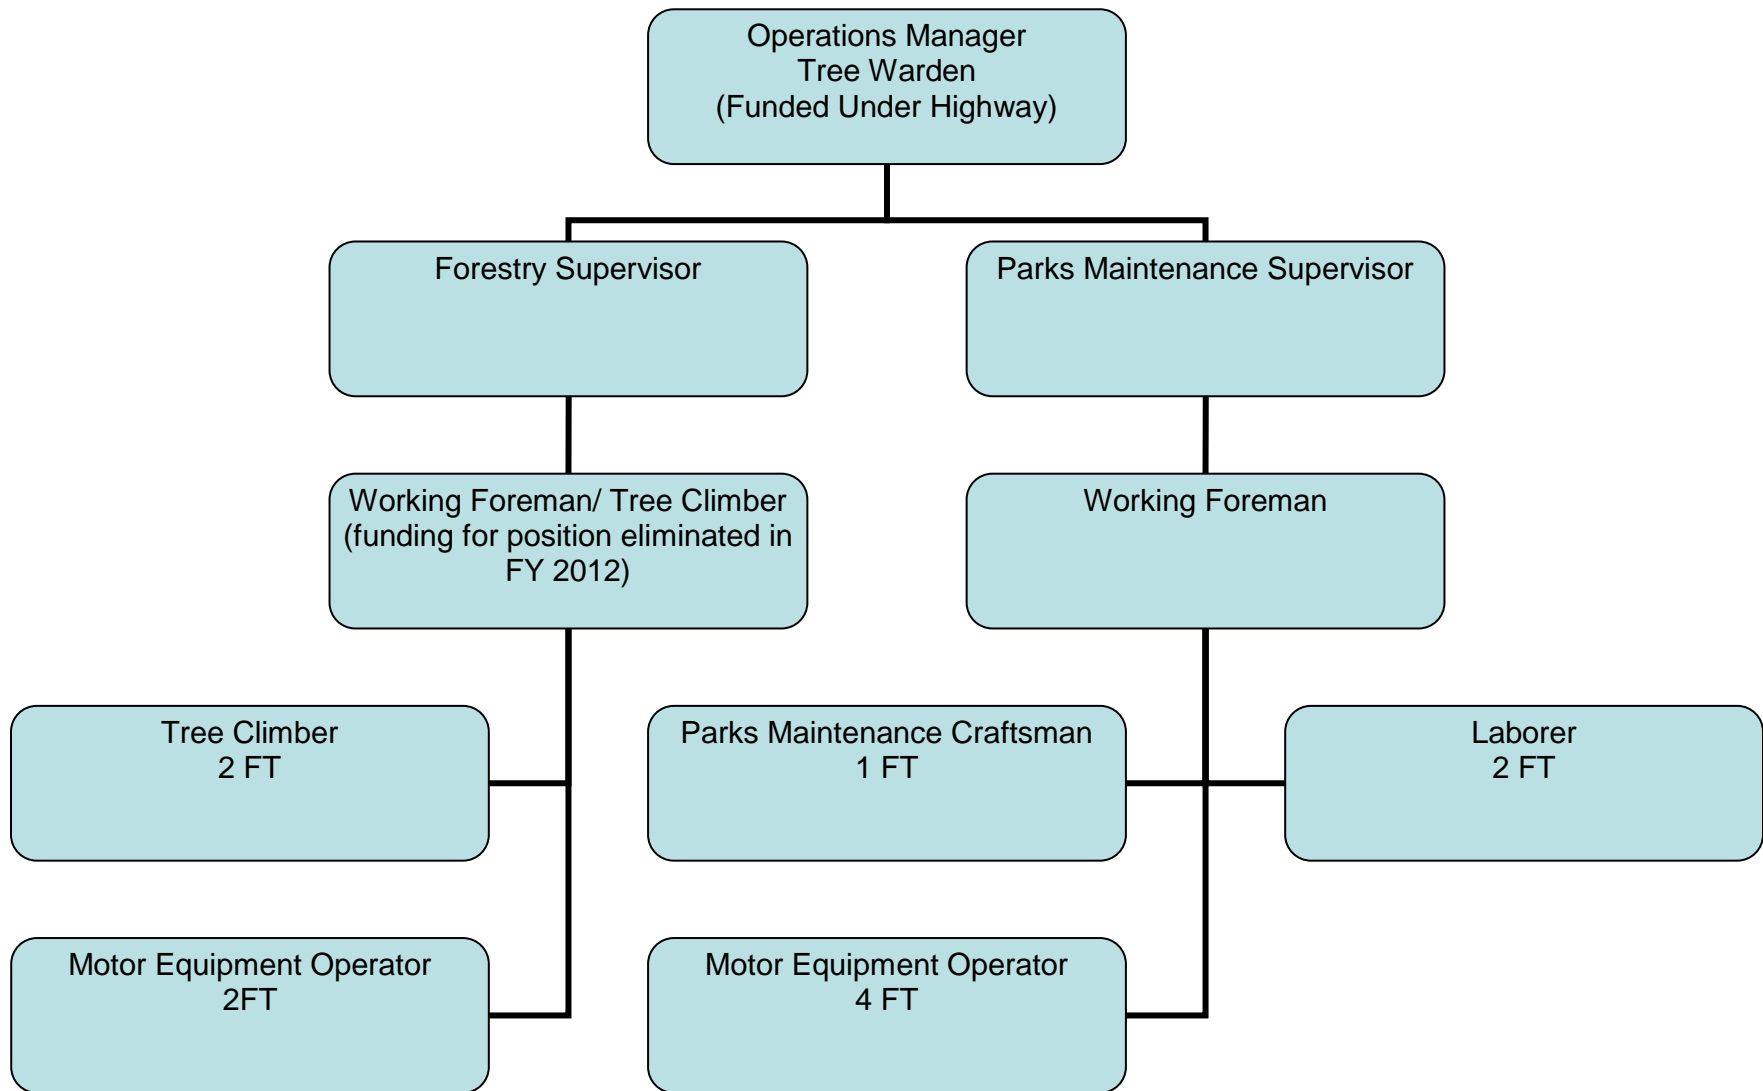 Operations Manager
Tree Warden
(Funded Under Highway)
Forestry Supervisor
Parks Maintenance Supervisor
Working Foreman/ Tree Climber
(funding for position eliminated in
FY 2012)
Working Foreman
Tree Climber
2 FT
Parks Maintenance Craftsman
1 FT
Laborer
2 FT
Motor Equipment Operator
2FT
Motor Equipment Operator
4 FT